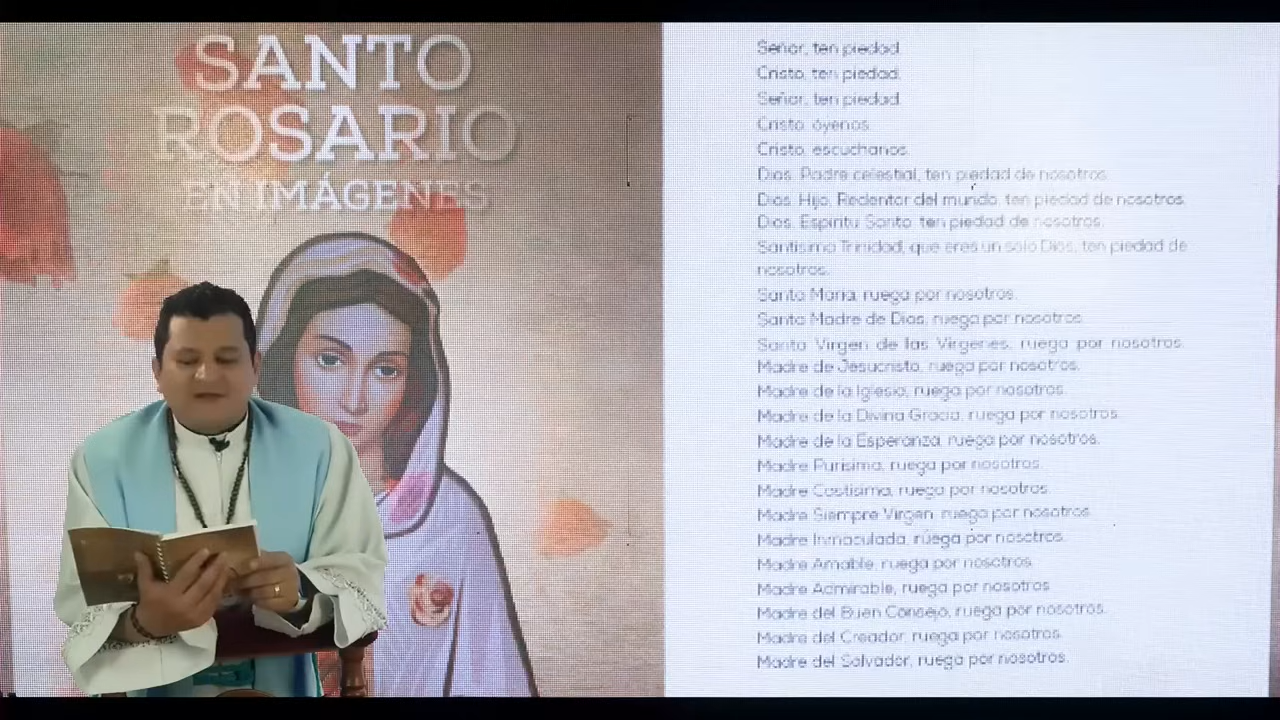 SANTO
ROSARIO
EN IMÁGENES
Señor, ten piedad.
Cristo, ten piedad.
Señor, ten piedad.
Cristo, óyenos.
Cristo, escúchanos.
Dios, Padre celestial, ten piedad de nosotros.
Dios, Hijo, Redentor del mundo, ten piedad de nosotros.
Dios, Espíritu Santo, ten piedad de nosotros.
Santísima Trinidad, que eres un solo Dios, ten piedad de
nosotros.
Santa María, ruega por nosotros.
Santa Madre de Dios, ruega por nosotros.
Santa Virgen de las Vírgenes, ruega por nosotros.
Madre de Jesucristo, ruega por nosotros.
Madre de la Iglesia, ruega por nosotros.
Madre de la Divina Gracia, ruega por nosotros.
Madre de la Esperanza, ruega por nosotros.
Madre Purísima, ruega por nosotros.
Madre Castísima, ruega por nosotros.
Madre Siempre Virgen, ruega por nosotros.
Madre Inmaculada, ruega por nosotros.
Madre Amable, ruega por nosotros.
Madre Admirable, ruega por nosotros.
Madre del Buen Consejo, ruega por nosotros.
Madre del Creador, ruega por nosotros.
Madre del Salvador, ruega por nosotros.